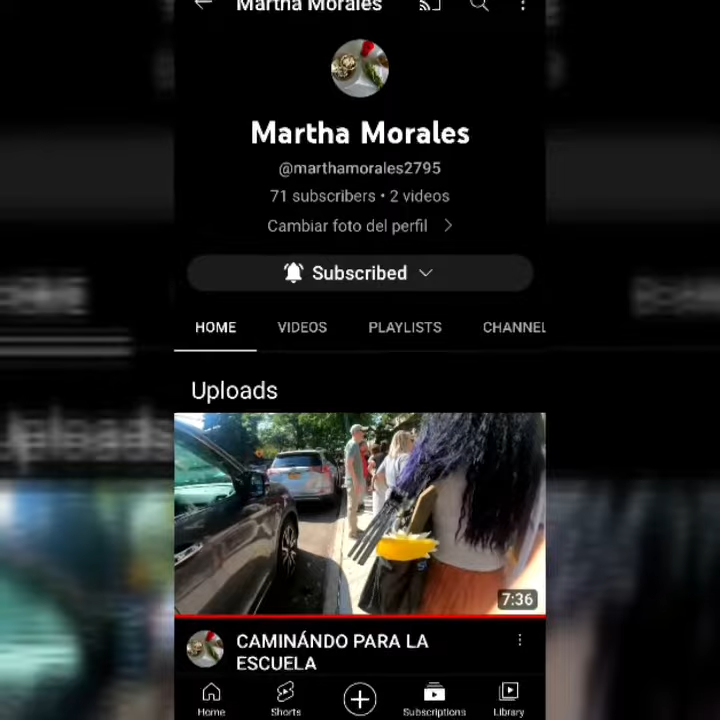 Martha Morales
Martha Morales
@marthamorales2795
71 subscribers • 2 videos
Cambiar foto del perfil
Subscribed
HOME VIDEOS PLAYLISTS CHANNEL
Uploads
7:36
CAMINÁNDO PARA LA
ESCUELA
Home Shorts Subscriptions Library